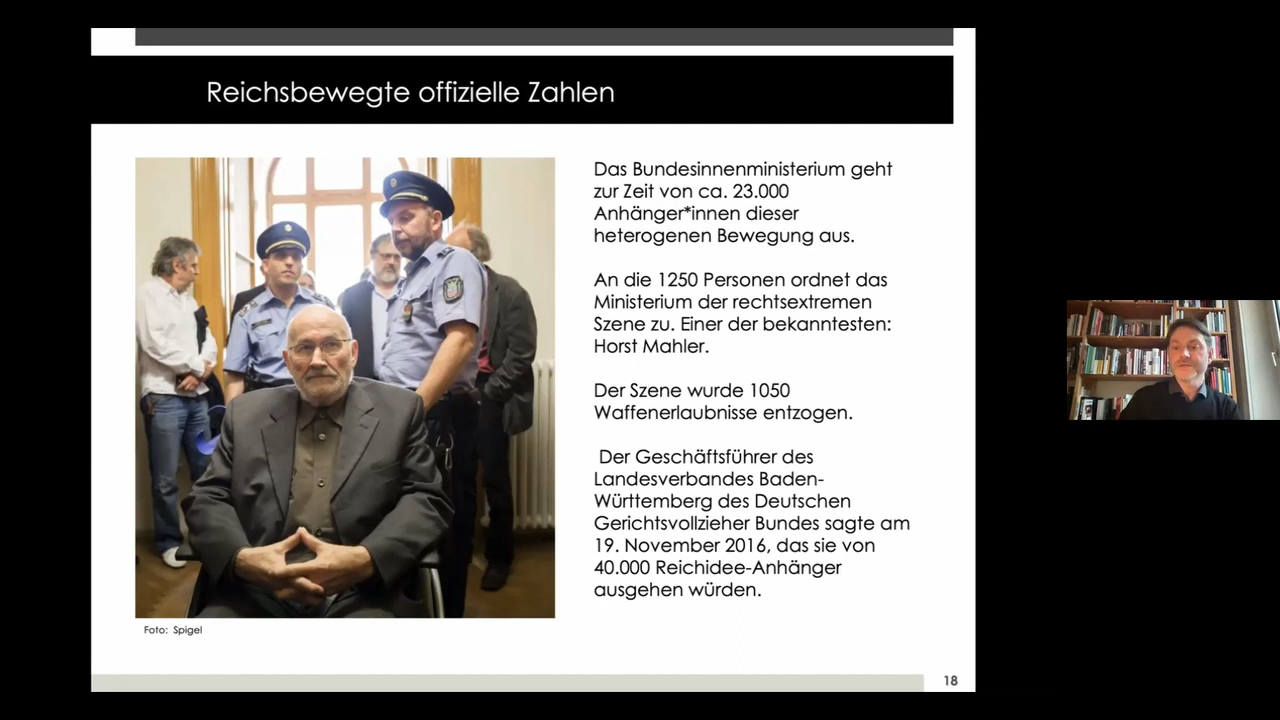 Reichsbewegte offizielle Zahlen
Das Bundesinnenministerium geht
zur Zeit von ca. 23.000
Anhänger*innen dieser
heterogenen Bewegung aus.
An die 1250 Personen ordnet das
Ministerium der rechtsextremen
Szene zu. Einer der bekanntesten:
Horst Mahler.
Der Szene wurde 1050
Waffenerlaubnisse entzogen.
Der Geschäftsführer des
Landesverbandes Baden-
Württemberg des Deutschen
Gerichtsvollzieher Bundes sagte am
19. November 2016, das sie von
40.000 Reichidee-Anhänger
ausgehen würden.
Foto: Spigel
18